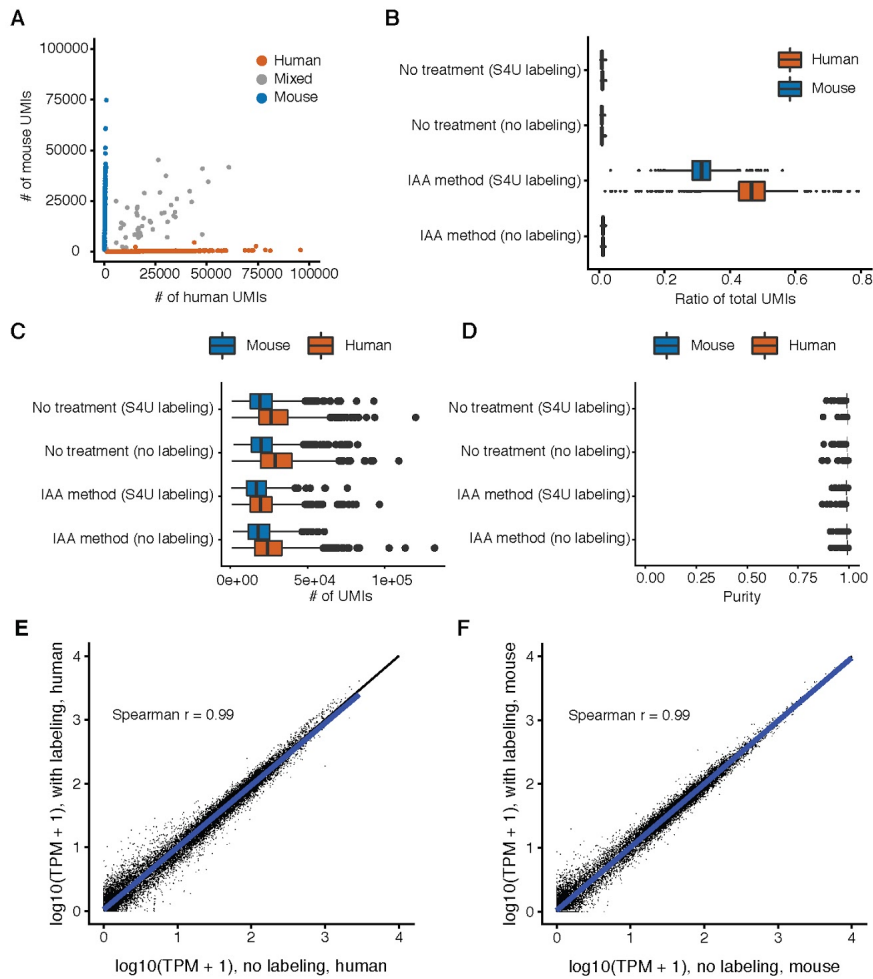 A
100000
75000
50000
25000
0
# of mouse UMIs
0 25000 50000 75000 100000
# of human UMIs
Human
Mixed
Mouse
B
No treatment (S4U labeling)
No treatment (no labeling)
IAA method (S4U labeling)
IAA method (no labeling)
Human
Mouse
0.0 0.2 0.4 0.6 0.8
Ratio of total UMIs
C
Mouse Human
No treatment (S4U labeling)
No treatment (no labeling)
IAA method (S4U labeling)
IAA method (no labeling)
0e+00 5e+04 1e+05
# of UMIs
D
Mouse Human
No treatment (S4U labeling)
No treatment (no labeling)
IAA method (S4U labeling)
IAA method (no labeling)
0.00 0.25 0.50 0.75 1.00
Purity
E
log10(TPM + 1), with labeling, human
4
3
2
1
0
Spearman r = 0.99
0 1 2 3 4
log10(TPM + 1), no labeling, human
F
log10(TPM + 1), with labeling, mouse
4
3
2
1
0
Spearman r = 0.99
0 1 2 3 4
log10(TPM + 1), no labeling, mouse